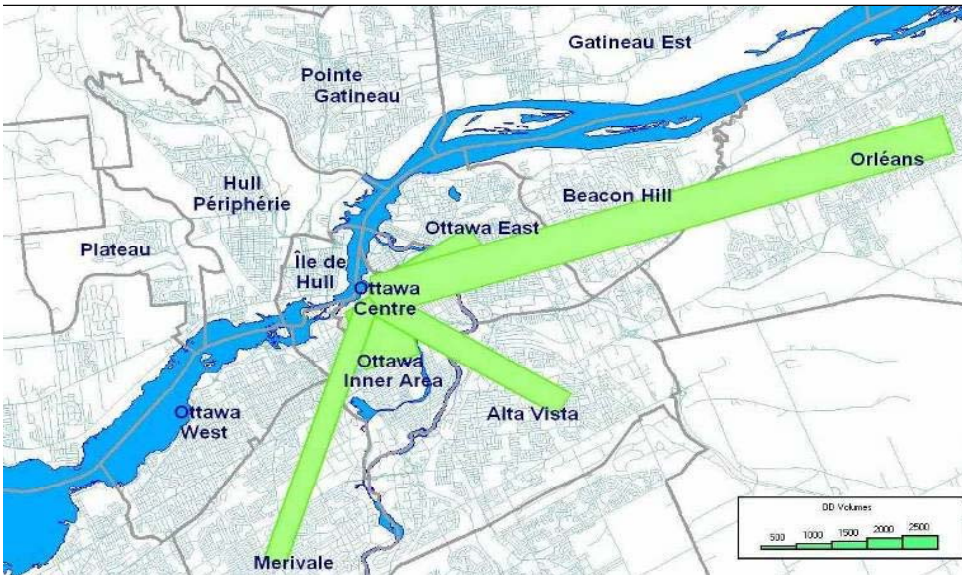 Gatineau Est
Pointe
Gatineau
Orléans
Hull
Périphérie
Beacon Hill
Ottawa East
Plateau
Île de
Hull
Ottawa
Centre
Ottawa
Inner Area
Ottawa
West
Alta Vista
Merivale
OD Volumes
500 1000 1500 2000 2500